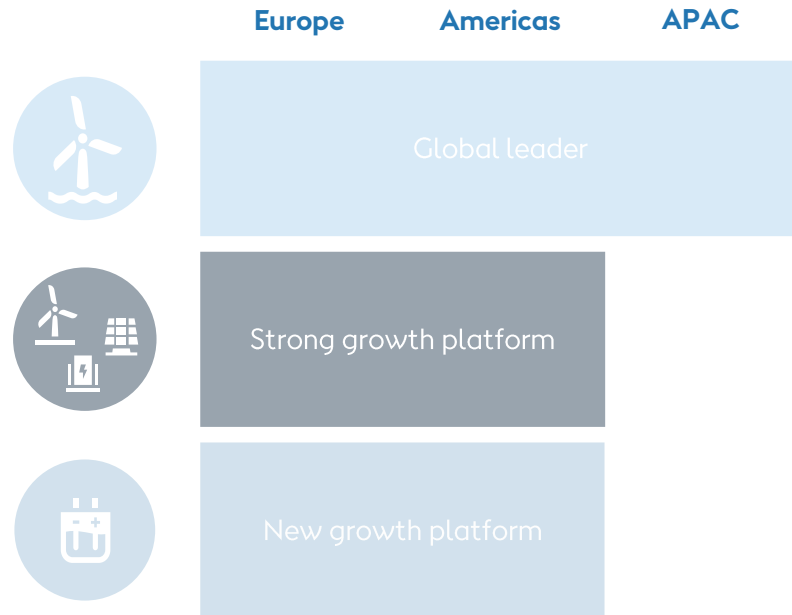 Europe Americas APAC
Global leader
Strong growth platform
New growth platform